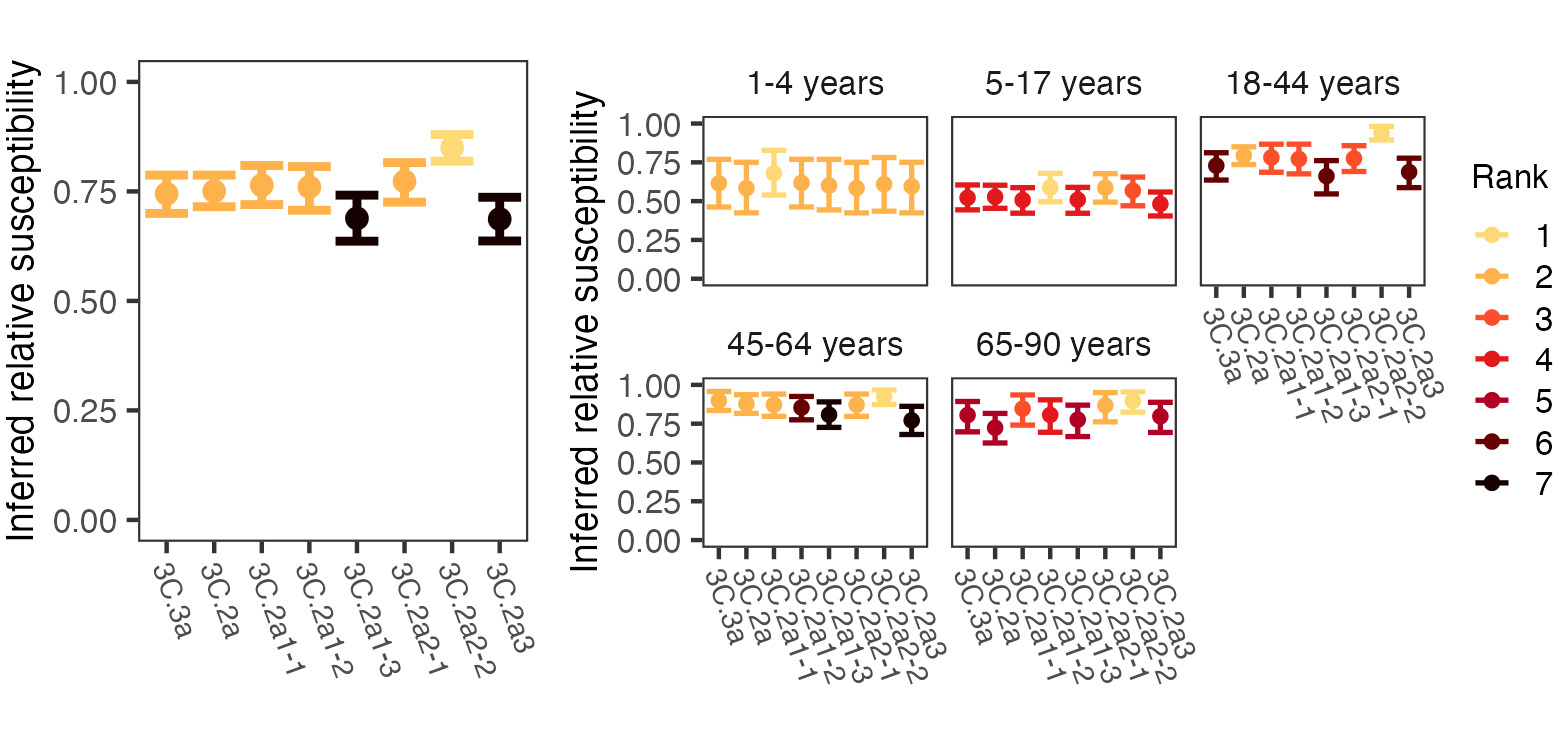 Inferred relative susceptibility
1.00
0.75
0.50
0.25
0.00
3C.3a
3C.2a
3C.2a1-1
3C.2a1-2
3C.2a1-3
3C.2a2-1
3C.2a2-2
3C.2a3
Inferred relative susceptibility
1-4 years
5-17 years
18-44 years
1.00
0.75
0.50
0.25
0.00
3C.3a
3C.2a
3C.2a1-1
3C.2a1-2
3C.2a1-3
3C.2a2-1
3C.2a2-2
3C.2a3
45-64 years
65-90 years
1.00
0.75
0.50
0.25
0.00
3C.3a
3C.2a
3C.2a1-1
3C.2a1-2
3C.2a1-3
3C.2a2-1
3C.2a2-2
3C.2a3
3C.3a
3C.2a
3C.2a1-1
3C.2a1-2
3C.2a1-3
3C.2a2-1
3C.2a2-2
3C.2a3
Rank
1
2
3
4
5
6
7